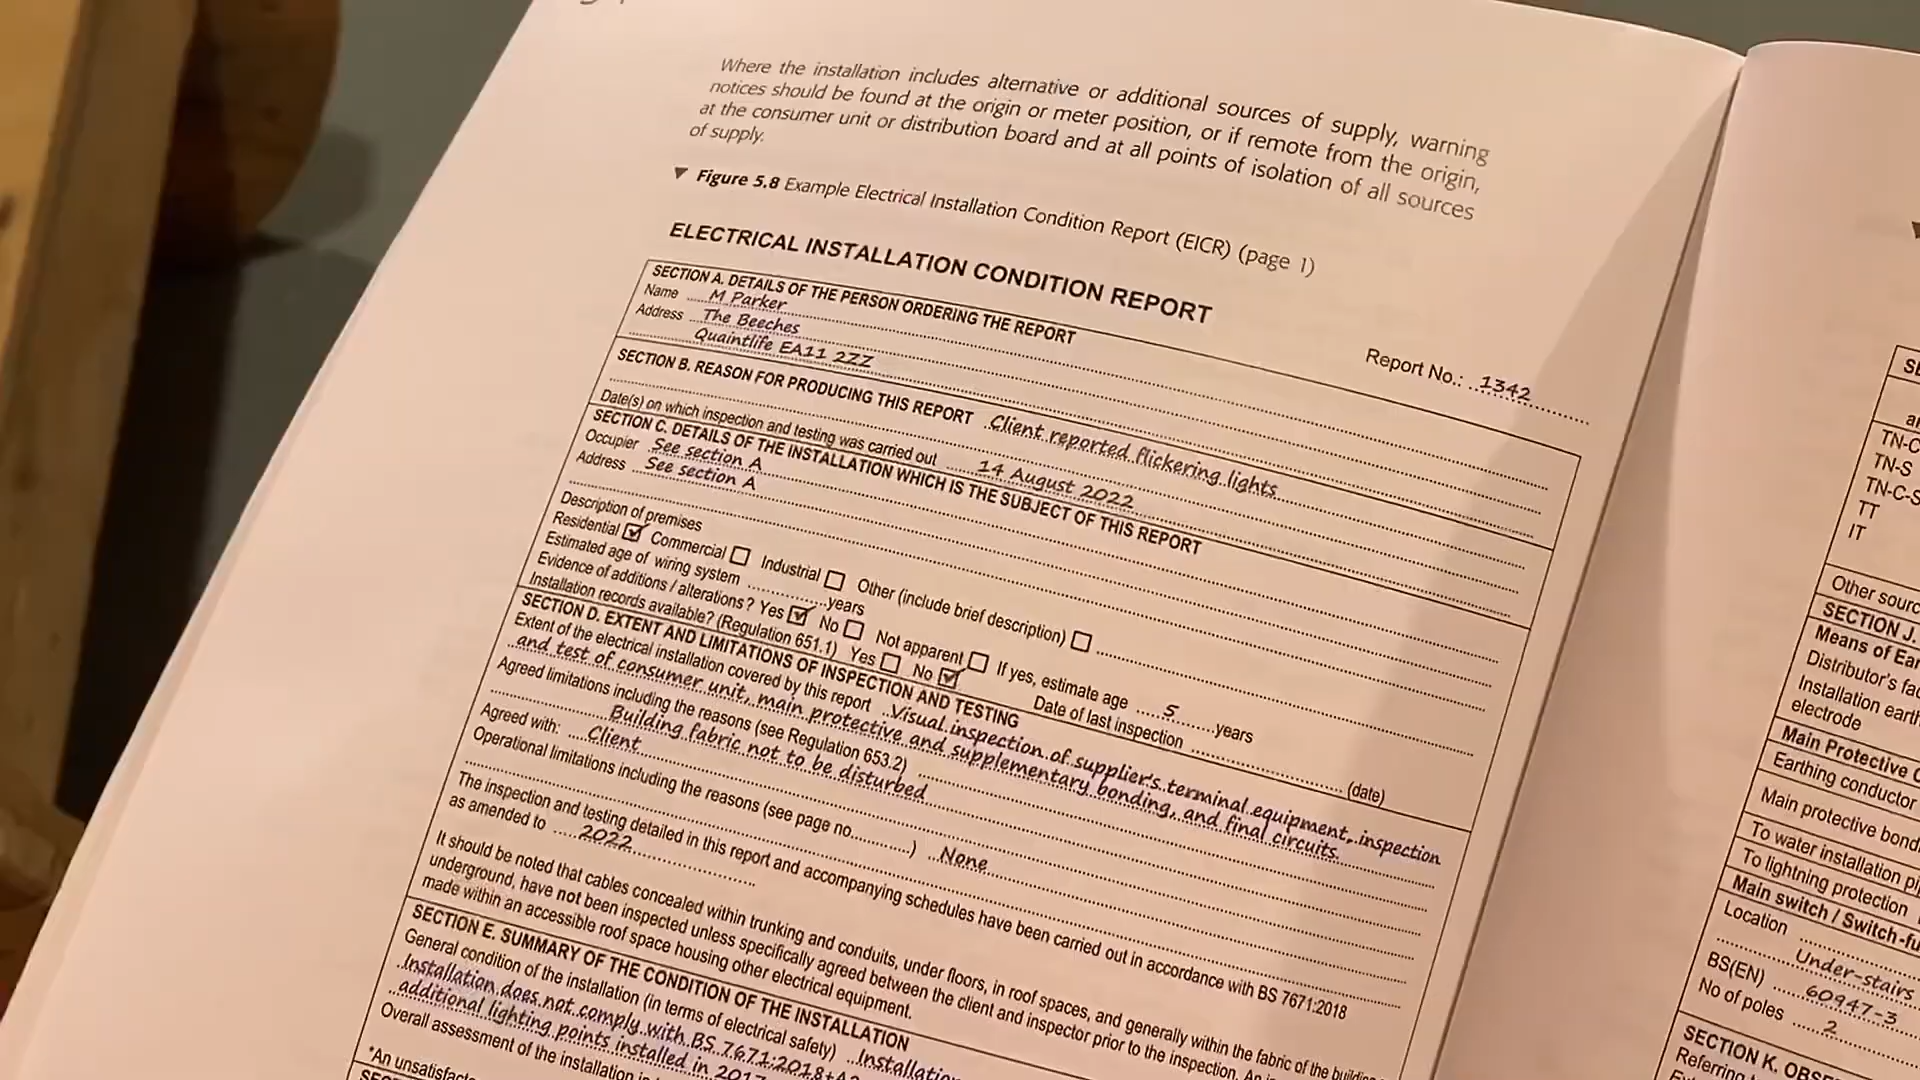 Where the installation includes alternative or additional sources of supply, warning
notices should be found at the origin or meter position, or if remote from the origin,
at the consumer unit or distribution board and at all points of isolation of all sources
of supply.
▼ Figure 5.8 Example Electrical Installation Condition Report (EICR) (page 1)
ELECTRICAL INSTALLATION CONDITION REPORT
Report No.: 1342
SECTION A. DETAILS OF THE PERSON ORDERING THE REPORT
Name M Parker
Address The Beeches
Quaintlife EA11 2ZZ
SECTION B. REASON FOR PRODUCING THIS REPORT Client reported flickering lights
Date(s) on which inspection and testing was carried out 14 August 2022
SECTION C. DETAILS OF THE INSTALLATION WHICH IS THE SUBJECT OF THIS REPORT
Occupier See section A
Address See section A
Description of premises
Residential ☑ Commercial ☐ Industrial ☐ Other (include brief description) ☐
Estimated age of wiring system years
Evidence of additions / alterations? Yes ☑ No ☐ Not apparent ☐ If yes, estimate age 5 years
Installation records available? (Regulation 651.1) Yes ☐ No ☑ Date of last inspection (date)
SECTION D. EXTENT AND LIMITATIONS OF INSPECTION AND TESTING
Extent of the electrical installation covered by this report Visual inspection of supplier's terminal equipment, inspection
and test of consumer unit, main protective and supplementary bonding, and final circuits.
Agreed limitations including the reasons (see Regulation 653.2)
Building fabric not to be disturbed
Agreed with: Client
Operational limitations including the reasons (see page no. ) None
The inspection and testing detailed in this report and accompanying schedules have been carried out in accordance with BS 7671:2018
as amended to 2022
It should be noted that cables concealed within trunking and conduits, under floors, in roof spaces, and generally within the fabric of the building
underground, have not been inspected unless specifically agreed between the client and inspector prior to the inspection. An
made within an accessible roof space housing other electrical equipment.
SECTION E. SUMMARY OF THE CONDITION OF THE INSTALLATION
General condition of the installation (in terms of electrical safety) Installation
Installation does not comply with BS 7671:2018
additional lighting points installed in 2017
Overall assessment of the installation
*An unsatisfac
TN-C
TN-S
TN-C-S
TT
IT
Other sourc
SECTION J.
Means of Ear
Distributor's fac
Installation earth
electrode
Main Protective C
Earthing conductor
Main protective bond
To water installation pi
To lightning protection
Main switch / Switch-fu
Location Under-stairs
BS(EN) 60947-3
No of poles 2
SECTION K. OBSE
Referring